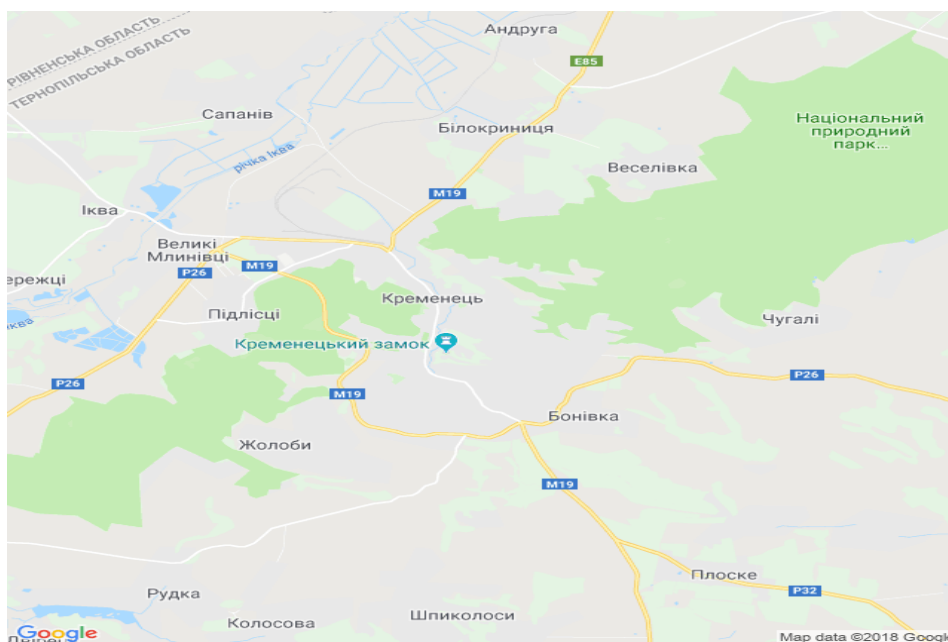 Андруга
РІВНЕНСЬКА ОБЛАСТЬ
ТЕРНОПІЛЬСЬКА ОБЛАСТЬ
E85
Сапанів
Національний
природний
парк...
Білокриниця
річка Іква
Веселівка
M19
Іква
Великі
Млинівці
M19
P26
ережці
Кременець
Підлісці
Чугалі
ква
Кременецький замок
P26
P26
M19
Бонівка
Жолоби
M19
Плоске
P32
Рудка
Шпиколоси
Колосова
Google
Map data ©2018 Goog